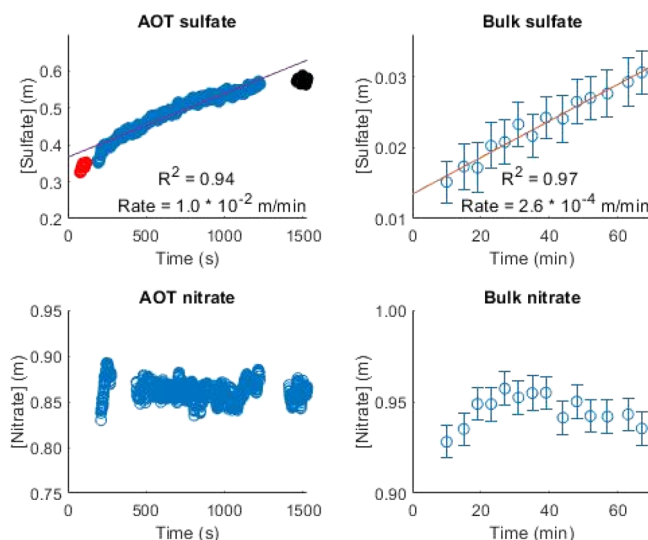 AOT sulfate
[Sulfate] (m)
0.6
0.5
0.4
0.3
0.2
R² = 0.94
Rate = 1.0 * 10⁻² m/min
0 500 1000 1500
Time (s)
Bulk sulfate
[Sulfate] (m)
0.03
0.02
0.01
R² = 0.97
Rate = 2.6 * 10⁻⁴ m/min
0 20 40 60
Time (min)
AOT nitrate
[Nitrate] (m)
0.95
0.90
0.85
0.80
0.75
0 500 1000 1500
Time (s)
Bulk nitrate
[Nitrate] (m)
1.00
0.95
0.90
0 20 40 60
Time (min)